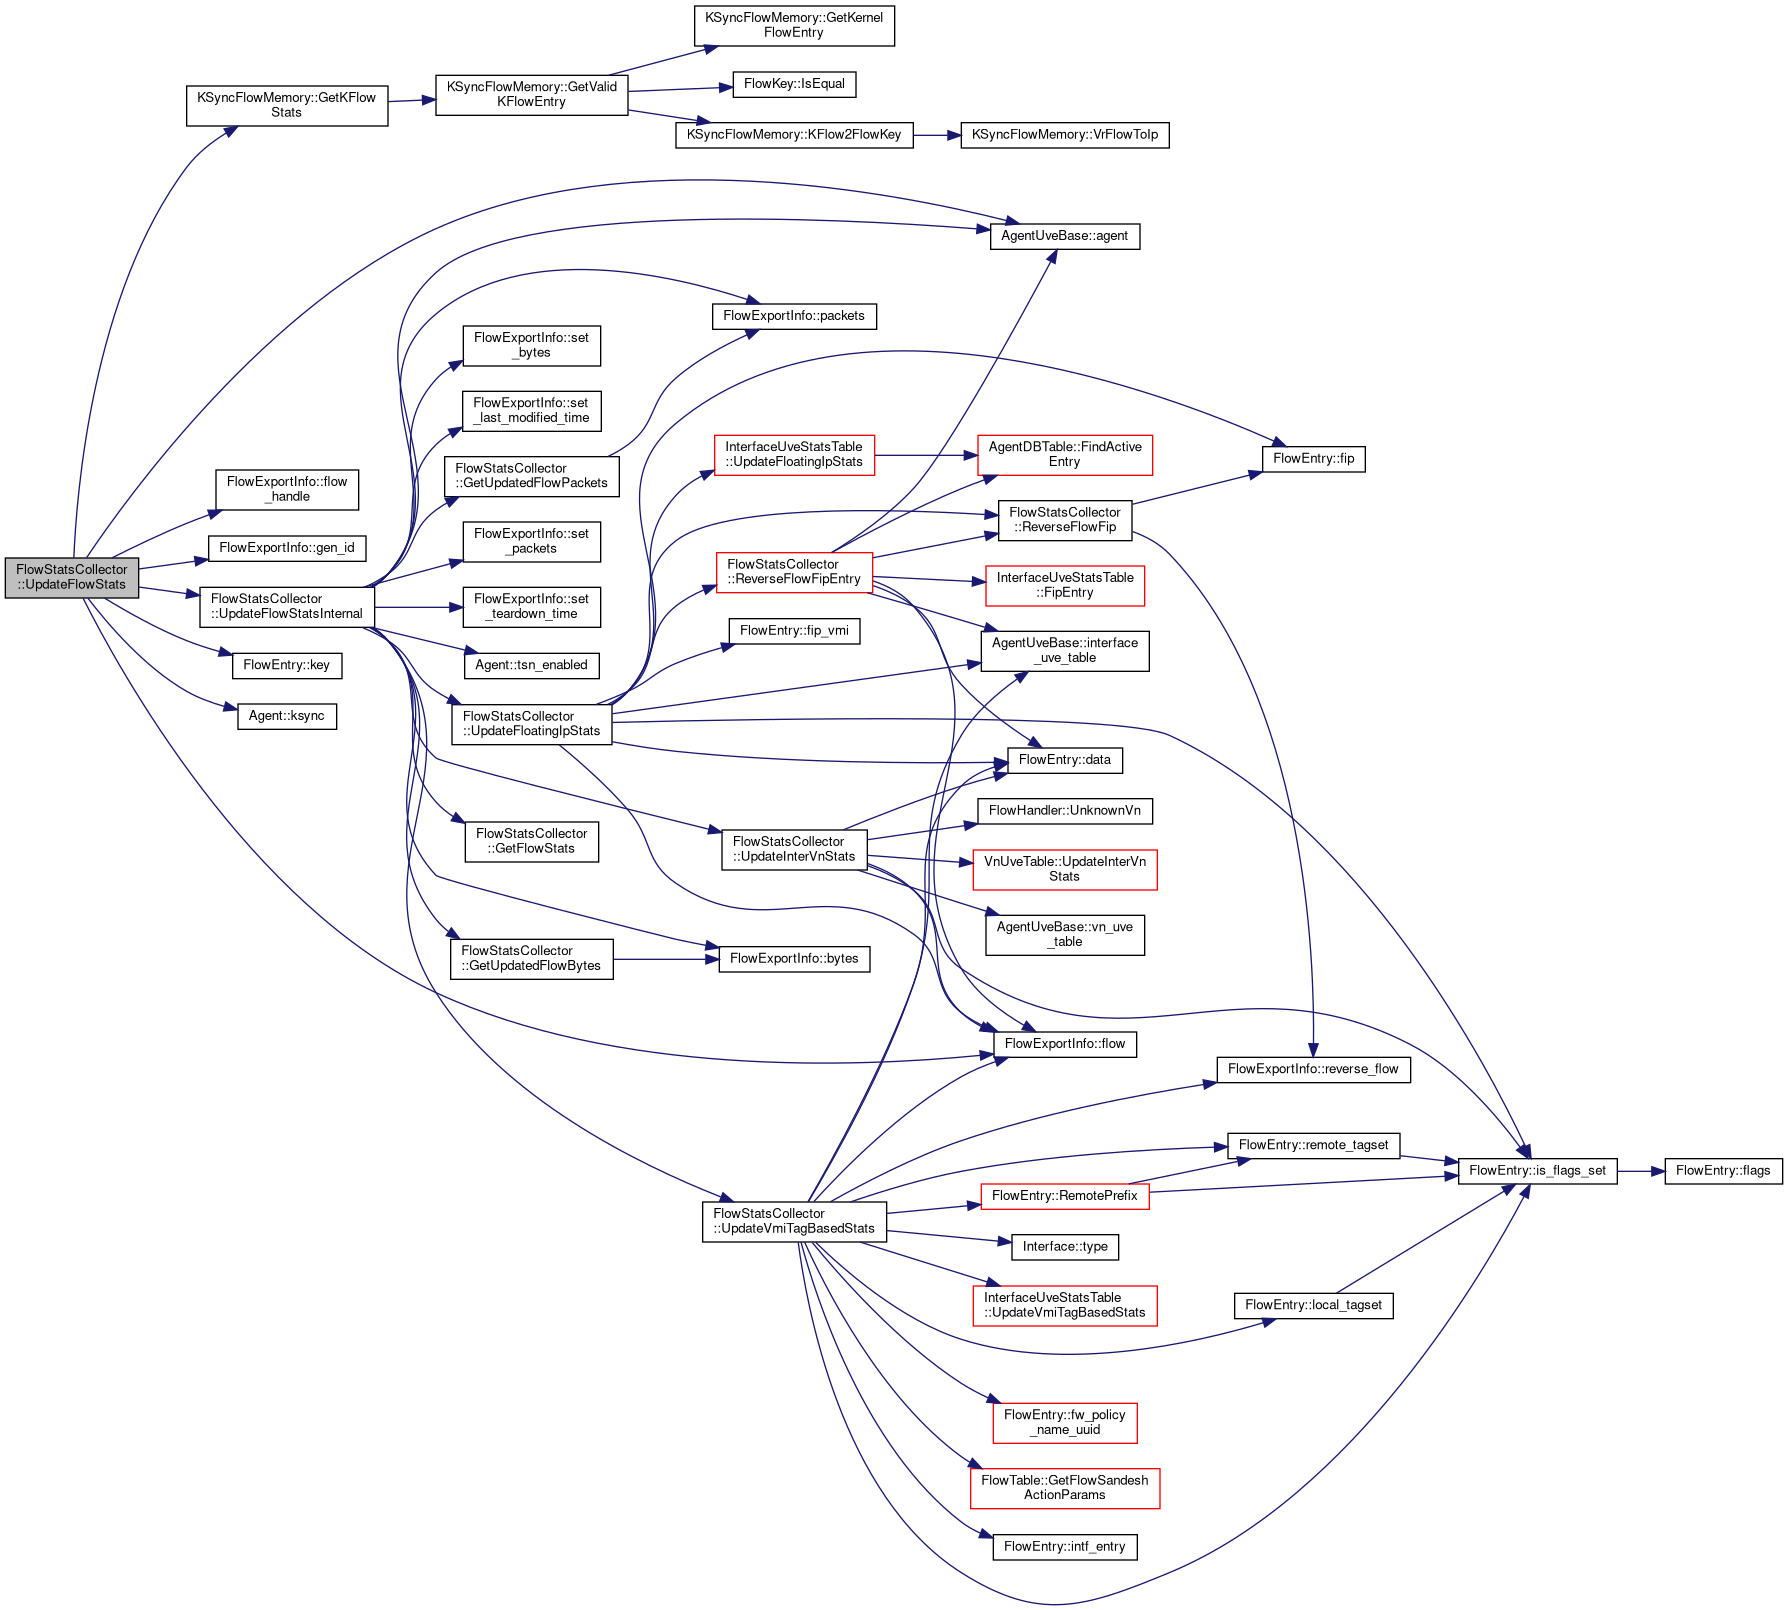 KSyncFlowMemory::GetKernel
FlowEntry
KSyncFlowMemory::GetKFlow
Stats
KSyncFlowMemory::GetValid
KFlowEntry
FlowKey::IsEqual
KSyncFlowMemory::KFlow2FlowKey
KSyncFlowMemory::VrFlowToIp
AgentUveBase::agent
FlowExportInfo::packets
FlowExportInfo::set
_bytes
FlowExportInfo::set
_last_modified_time
FlowStatsCollector
::GetUpdatedFlowPackets
InterfaceUveStatsTable
::UpdateFloatingIpStats
AgentDBTable::FindActive
Entry
FlowEntry::fip
FlowExportInfo::flow
_handle
FlowExportInfo::set
_packets
FlowStatsCollector
::ReverseFlowFip
FlowExportInfo::gen_id
FlowStatsCollector
::UpdateFlowStats
FlowStatsCollector
::UpdateFlowStatsInternal
FlowExportInfo::set
_teardown_time
FlowStatsCollector
::ReverseFlowFipEntry
InterfaceUveStatsTable
::FipEntry
FlowEntry::fip_vmi
AgentUveBase::interface
_uve_table
FlowEntry::key
Agent::tsn_enabled
Agent::ksync
FlowStatsCollector
::UpdateFloatingIpStats
FlowEntry::data
FlowHandler::UnknownVn
FlowStatsCollector
::GetFlowStats
FlowStatsCollector
::UpdateInterVnStats
VnUveTable::UpdateInterVn
Stats
AgentUveBase::vn_uve
_table
FlowStatsCollector
::GetUpdatedFlowBytes
FlowExportInfo::bytes
FlowExportInfo::flow
FlowExportInfo::reverse_flow
FlowEntry::remote_tagset
FlowEntry::is_flags_set
FlowEntry::flags
FlowEntry::RemotePrefix
FlowStatsCollector
::UpdateVmiTagBasedStats
Interface::type
InterfaceUveStatsTable
::UpdateVmiTagBasedStats
FlowEntry::local_tagset
FlowEntry::fw_policy
_name_uuid
FlowTable::GetFlowSandesh
ActionParams
FlowEntry::intf_entry